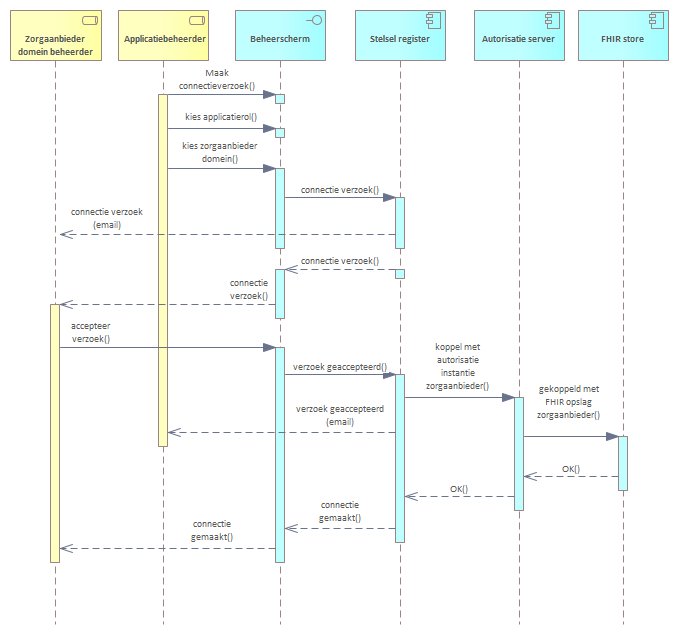 Zorgaanbieder
domein beheerder
Applicatiebeheerder
Beheerscherm
Stelsel register
Autorisatie server
FHIR store
Maak
connectieverzoek()
kies applicatierol()
kies zorgaanbieder
domein()
connectie verzoek()
connectie verzoek
(email)
connectie verzoek()
connectie
verzoek()
accepteer
verzoek()
verzoek geaccepteerd()
koppel met
autorisatie
instantie
zorgaanbieder()
gekoppeld met
FHIR opslag
zorgaanbieder()
verzoek geaccepteerd
(email)
OK()
OK()
connectie
gemaakt()
connectie
gemaakt()